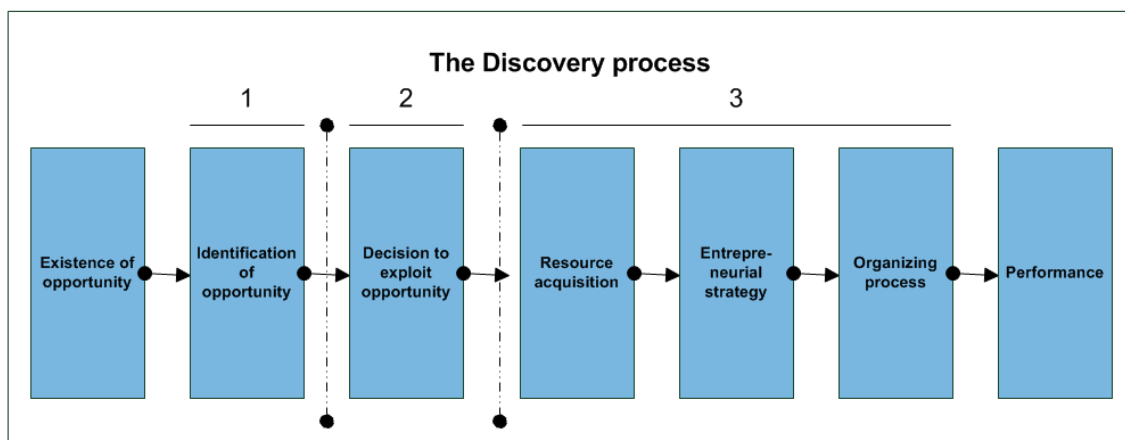 The Discovery process
1
2
3
Existence of
opportunity
Identification
of
opportunity
Decision to
exploit
opportunity
Resource
acquisition
Entrepre-
neurial
strategy
Organizing
process
Performance